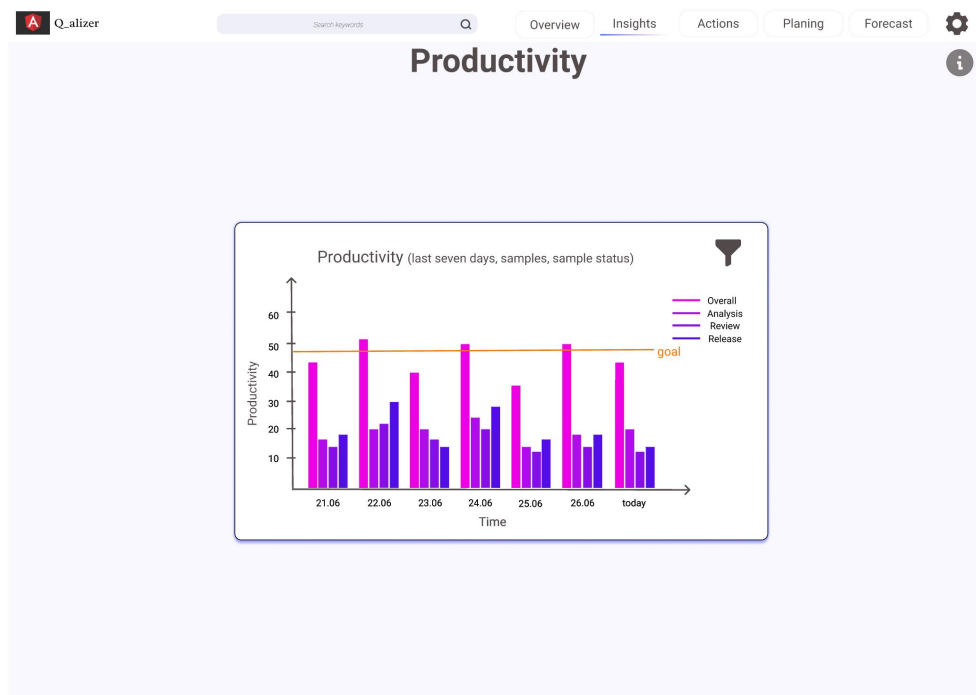 Q_alizer
Search keywords
Overview
Insights
Actions
Planing
Forecast
Productivity
Productivity (last seven days, samples, sample status)
Overall
Analysis
Review
Release
goal
Productivity
60
50
40
30
20
10
21.06
22.06
23.06
24.06
25.06
26.06
today
Time